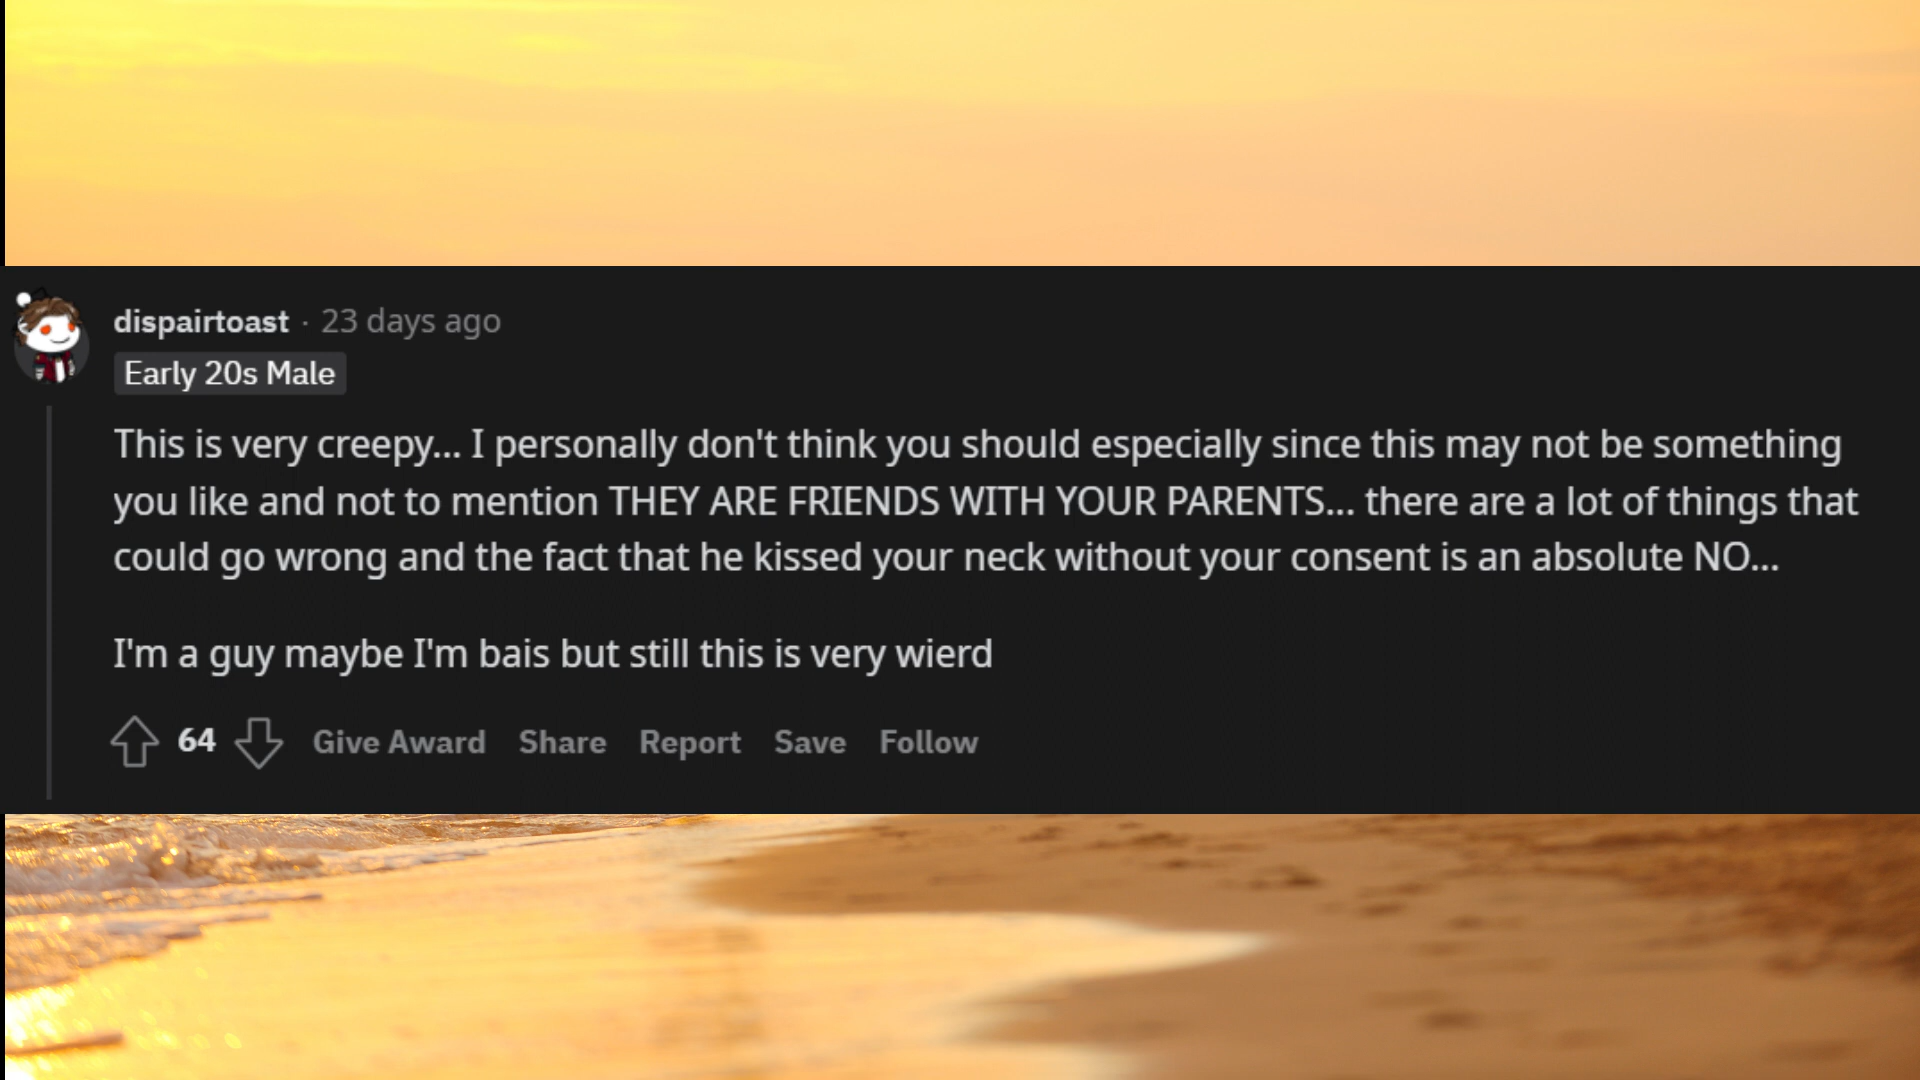 dispairtoast · 23 days ago
Early 20s Male
This is very creepy... I personally don't think you should especially since this may not be something
you like and not to mention THEY ARE FRIENDS WITH YOUR PARENTS... there are a lot of things that
could go wrong and the fact that he kissed your neck without your consent is an absolute NO...
I'm a guy maybe I'm bais but still this is very wierd
64 Give Award Share Report Save Follow